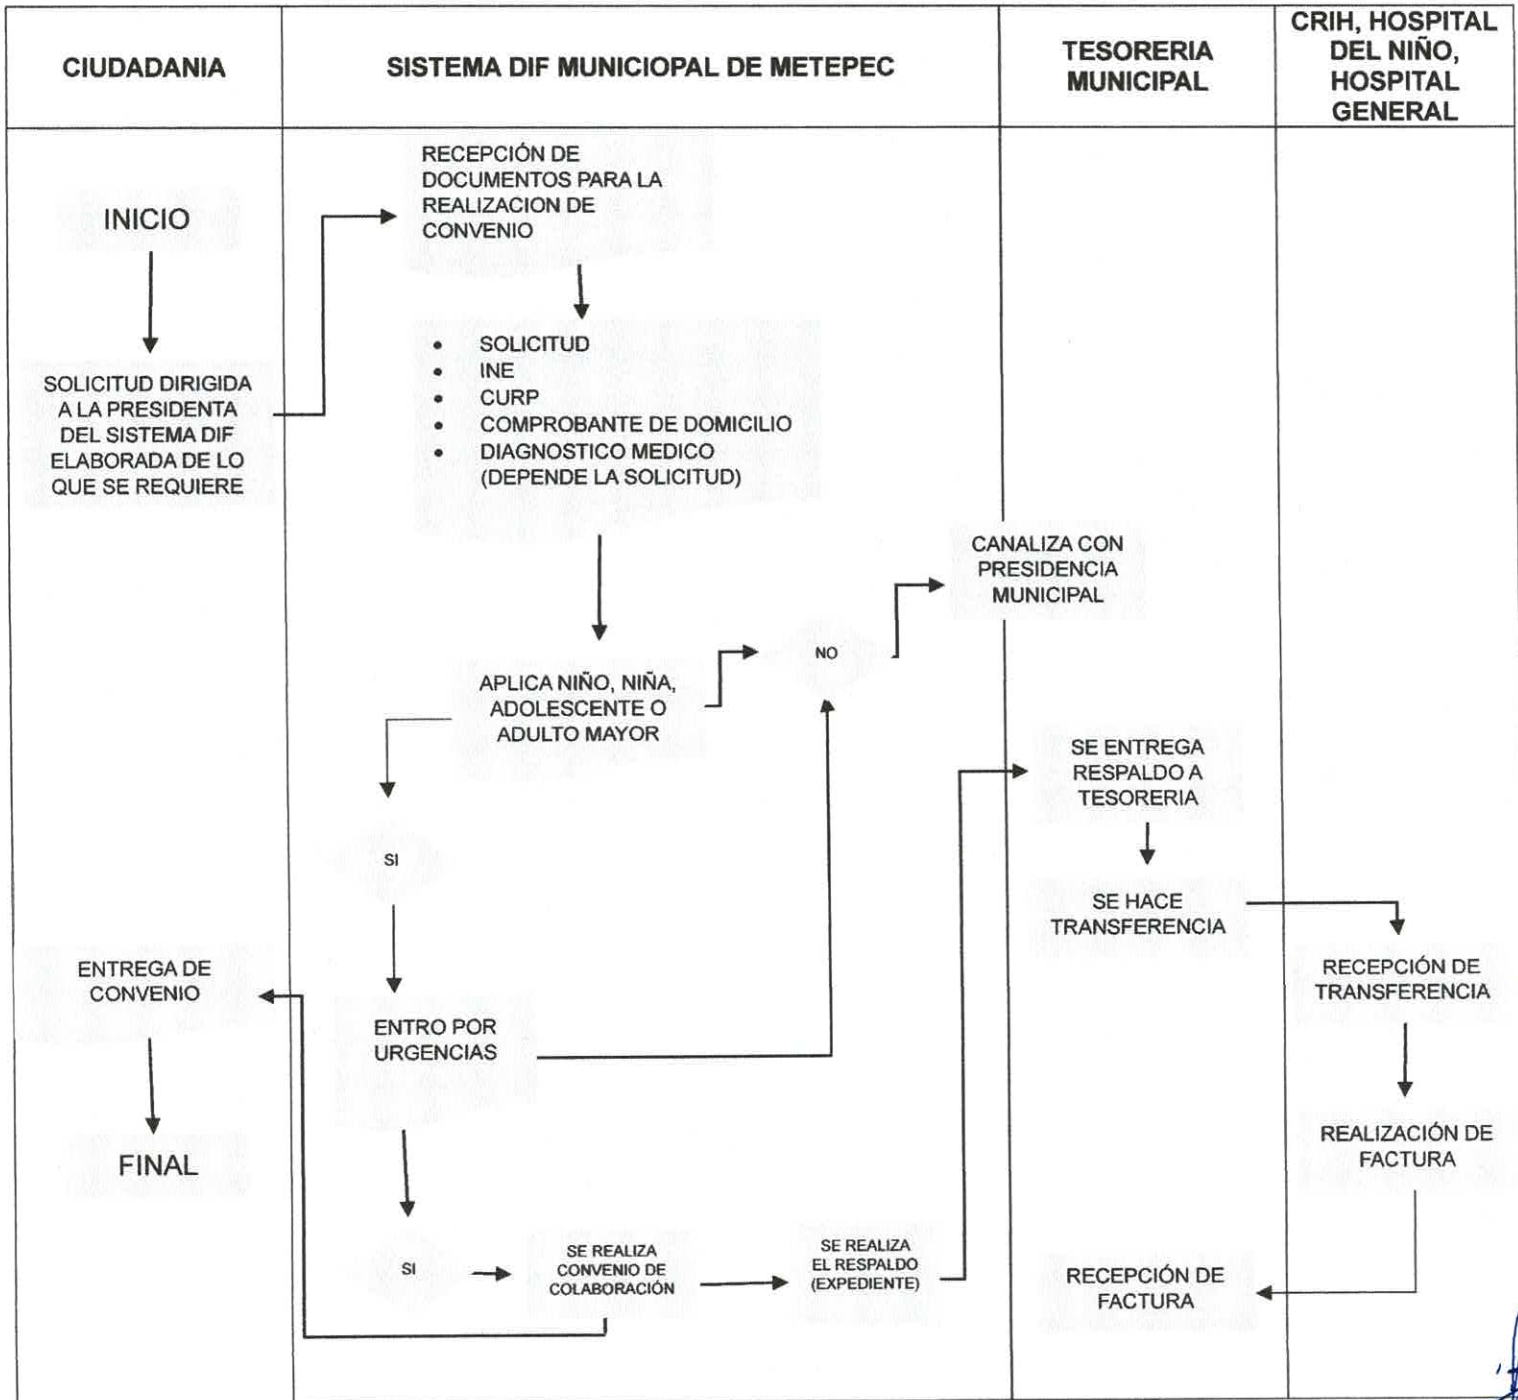 CIUDADANIA
SISTEMA DIF MUNICIOPAL DE METEPEC
TESORERIA
MUNICIPAL
CRIH, HOSPITAL
DEL NIÑO,
HOSPITAL
GENERAL
INICIO
SOLICITUD DIRIGIDA
A LA PRESIDENTA
DEL SISTEMA DIF
ELABORADA DE LO
QUE SE REQUIERE
RECEPCIÓN DE
DOCUMENTOS PARA LA
REALIZACION DE
CONVENIO
• SOLICITUD
• INE
• CURP
• COMPROBANTE DE DOMICILIO
• DIAGNOSTICO MEDICO
(DEPENDE LA SOLICITUD)
APLICA NIÑO, NIÑA,
ADOLESCENTE O
ADULTO MAYOR
NO
CANALIZA CON
PRESIDENCIA
MUNICIPAL
SI
ENTRO POR
URGENCIAS
SI
SE REALIZA
CONVENIO DE
COLABORACIÓN
SE REALIZA
EL RESPALDO
(EXPEDIENTE)
SE ENTREGA
RESPALDO A
TESORERIA
SE HACE
TRANSFERENCIA
RECEPCIÓN DE
TRANSFERENCIA
REALIZACIÓN DE
FACTURA
RECEPCIÓN DE
FACTURA
ENTREGA DE
CONVENIO
FINAL